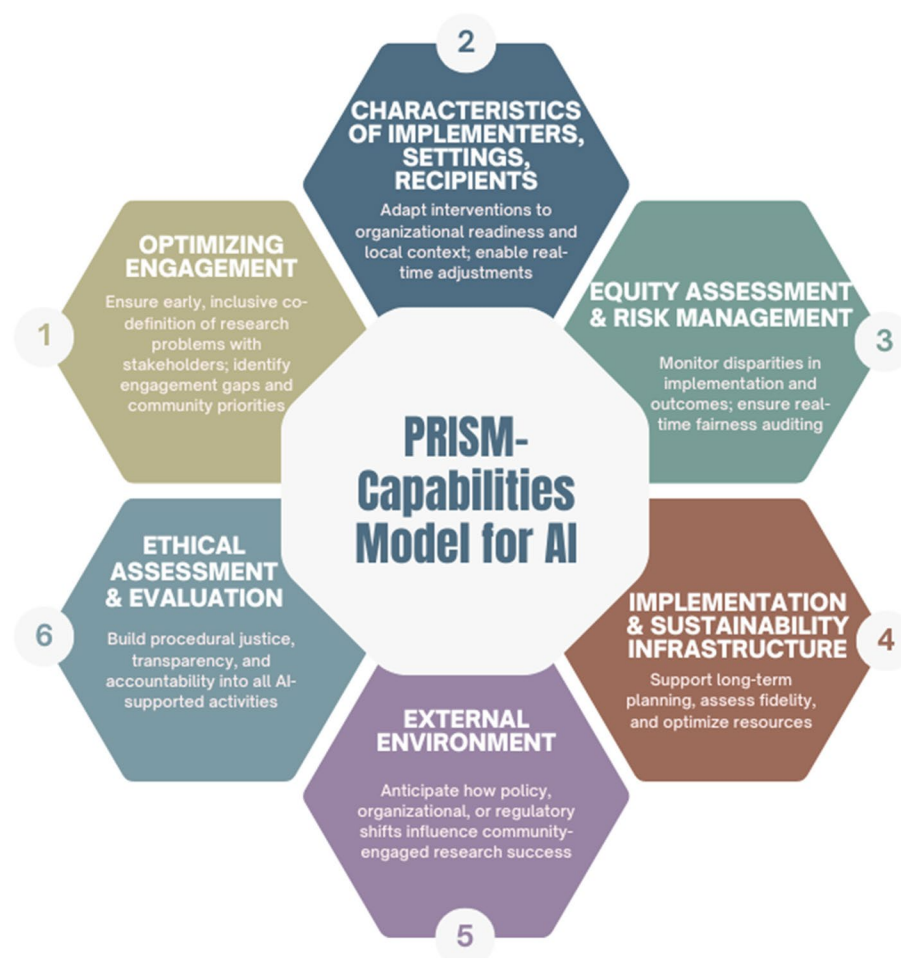 PRISM-
Capabilities
Model for AI
1
OPTIMIZING
ENGAGEMENT
Ensure early, inclusive co-
definition of research
problems with
stakeholders; identify
engagement gaps and
community priorities
2
CHARACTERISTICS
OF IMPLEMENTERS,
SETTINGS,
RECIPIENTS
Adapt interventions to
organizational readiness and
local context; enable real-
time adjustments
3
EQUITY ASSESSMENT
& RISK MANAGEMENT
Monitor disparities in
implementation and
outcomes; ensure real-
time fairness auditing
4
IMPLEMENTATION
& SUSTAINABILITY
INFRASTRUCTURE
Support long-term
planning, assess fidelity,
and optimize resources
5
EXTERNAL
ENVIRONMENT
Anticipate how policy,
organizational, or regulatory
shifts influence community-
engaged research success
6
ETHICAL
ASSESSMENT
& EVALUATION
Build procedural justice,
transparency, and
accountability into all AI-
supported activities